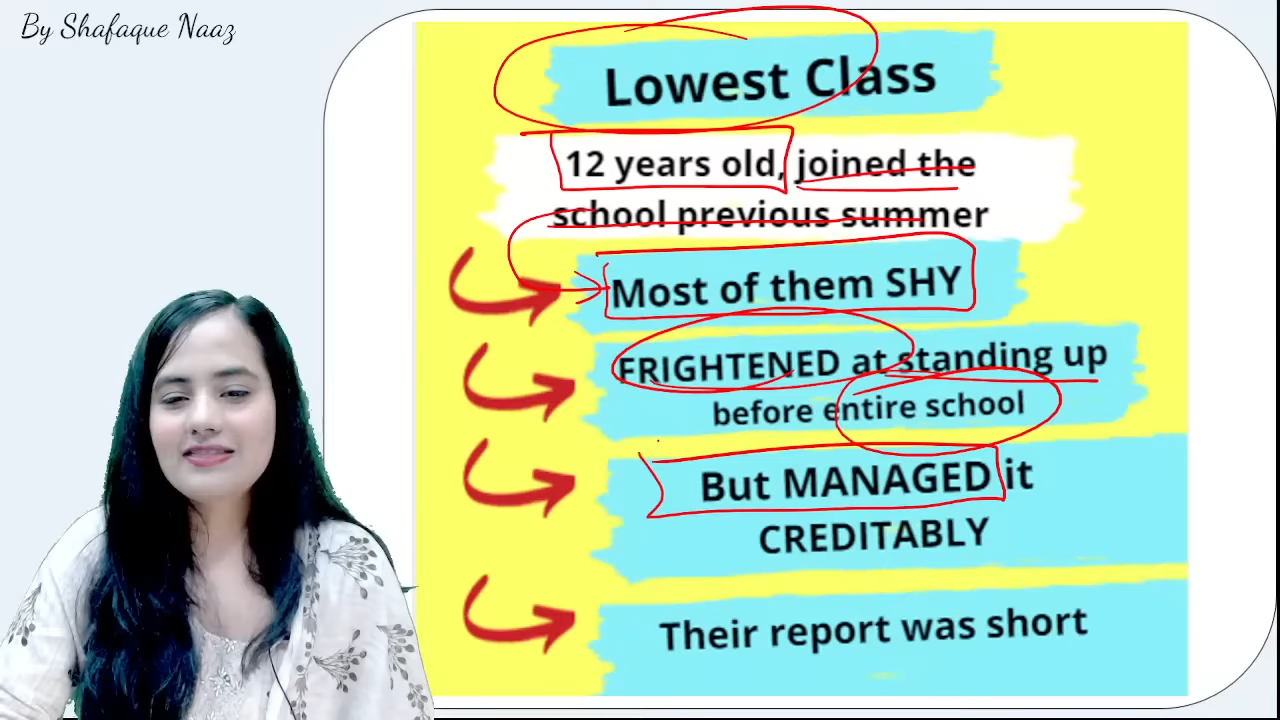 By Shafaque Naaz
Lowest Class
12 years old, joined the
school previous summer
Most of them SHY
FRIGHTENED at standing up
before entire school
But MANAGED it
CREDITABLY
Their report was short